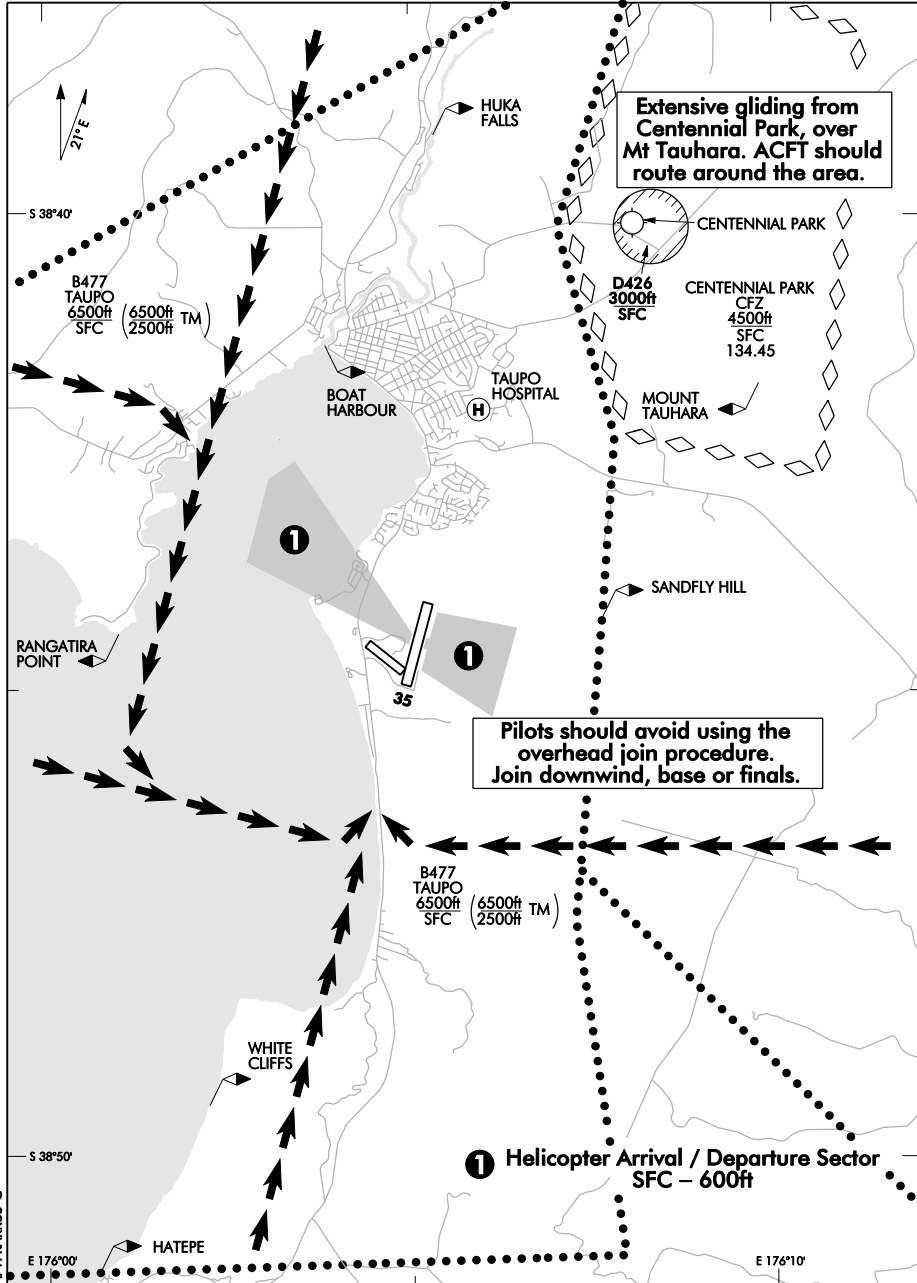 21° E
HUKA
FALLS
Extensive gliding from
Centennial Park, over
Mt Tauhara. ACFT should
route around the area.
S 38°40'
CENTENNIAL PARK
B477
TAUPO
6500ft
SFC
(6500ft
2500ft TM)
D426
3000ft
SFC
CENTENNIAL PARK
CFZ
4500ft
SFC
134.45
BOAT
HARBOUR
TAUPO
HOSPITAL
H
MOUNT
TAUHARA
1
SANDFLY HILL
RANGATIRA
POINT
1
35
Pilots should avoid using the
overhead join procedure.
Join downwind, base or finals.
B477
TAUPO
6500ft
SFC
(6500ft
2500ft TM)
WHITE
CLIFFS
S 38°50'
1 Helicopter Arrival / Departure Sector
SFC – 600ft
HATEPE
E 176°00'
E 176°10'